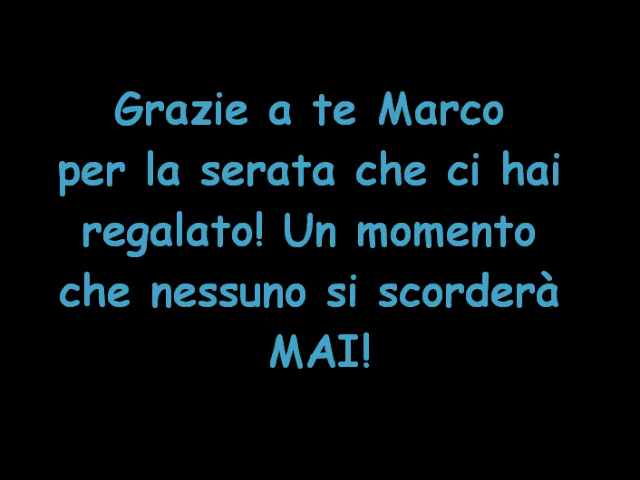 Grazie a te Marco
per la serata che ci hai
regalato! Un momento
che nessuno si scorderà
MAI!